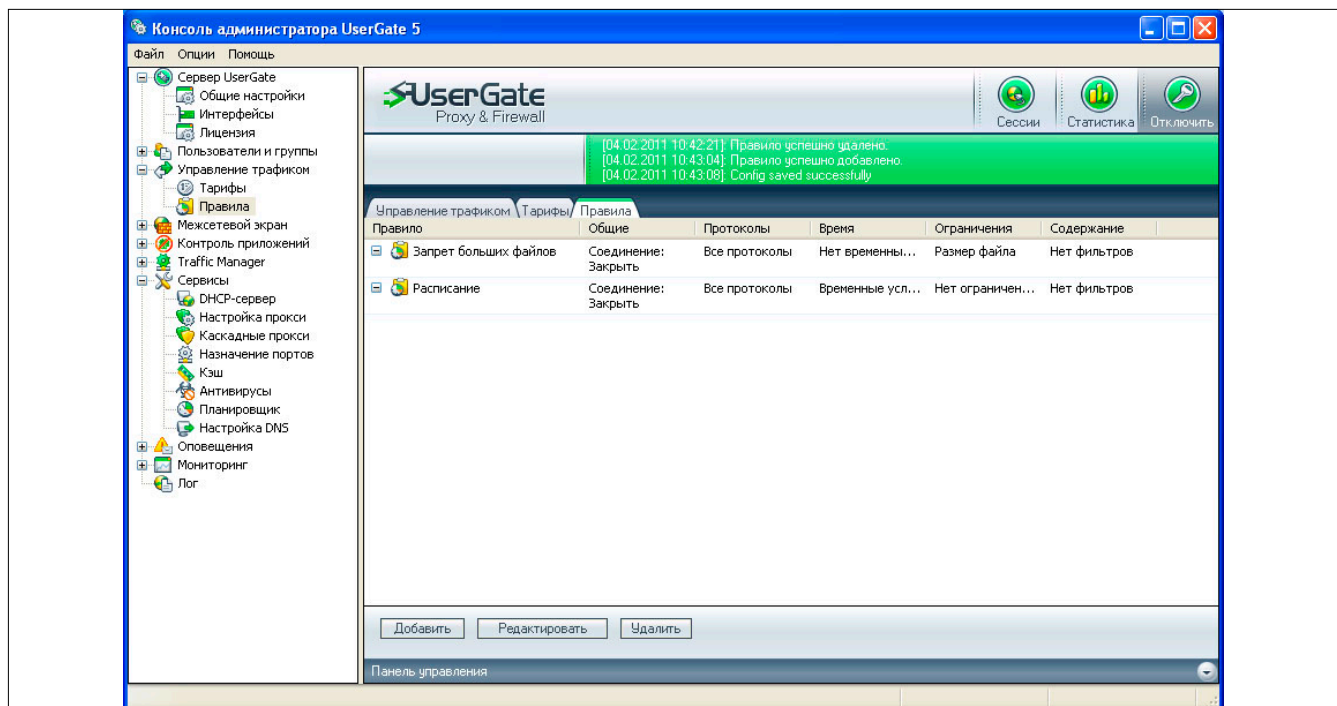 Консоль администратора UserGate 5
Файл Опции Помощь
Сервер UserGate
Общие настройки
Интерфейсы
Лицензия
Пользователи и группы
Управление трафиком
Тарифы
Правила
Межсетевой экран
Контроль приложений
Traffic Manager
Сервисы
DHCP-сервер
Настройка прокси
Каскадные прокси
Назначение портов
Кэш
Антивирусы
Планировщик
Настройка DNS
Оповещения
Мониторинг
Лог
UserGate
Proxy & Firewall
Сессии Статистика Отключить
[04.02.2011 10:42:21]: Правило успешно удалено.
[04.02.2011 10:43:04]: Правило успешно добавлено.
[04.02.2011 10:43:08]: Config saved successfully
Управление трафиком Тарифы Правила
Правило Общие Протоколы Время Ограничения Содержание
Запрет больших файлов Соединение: Все протоколы Нет временны... Размер файла Нет фильтров
Закрыть
Расписание Соединение: Все протоколы Временные усл... Нет ограничен... Нет фильтров
Закрыть
Добавить Редактировать Удалить
Панель управления